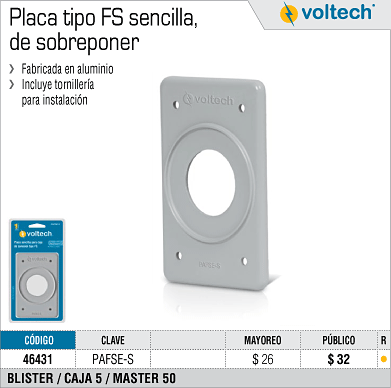 Placa tipo FS sencilla,
de sobreponer
voltech®
› Fabricada en aluminio
› Incluye tornillería
para instalación
voltech
voltech
CÓDIGO CLAVE MAYOREO PÚBLICO R
46431 PAFSE-S $ 26 $ 32
BLISTER / CAJA 5 / MASTER 50